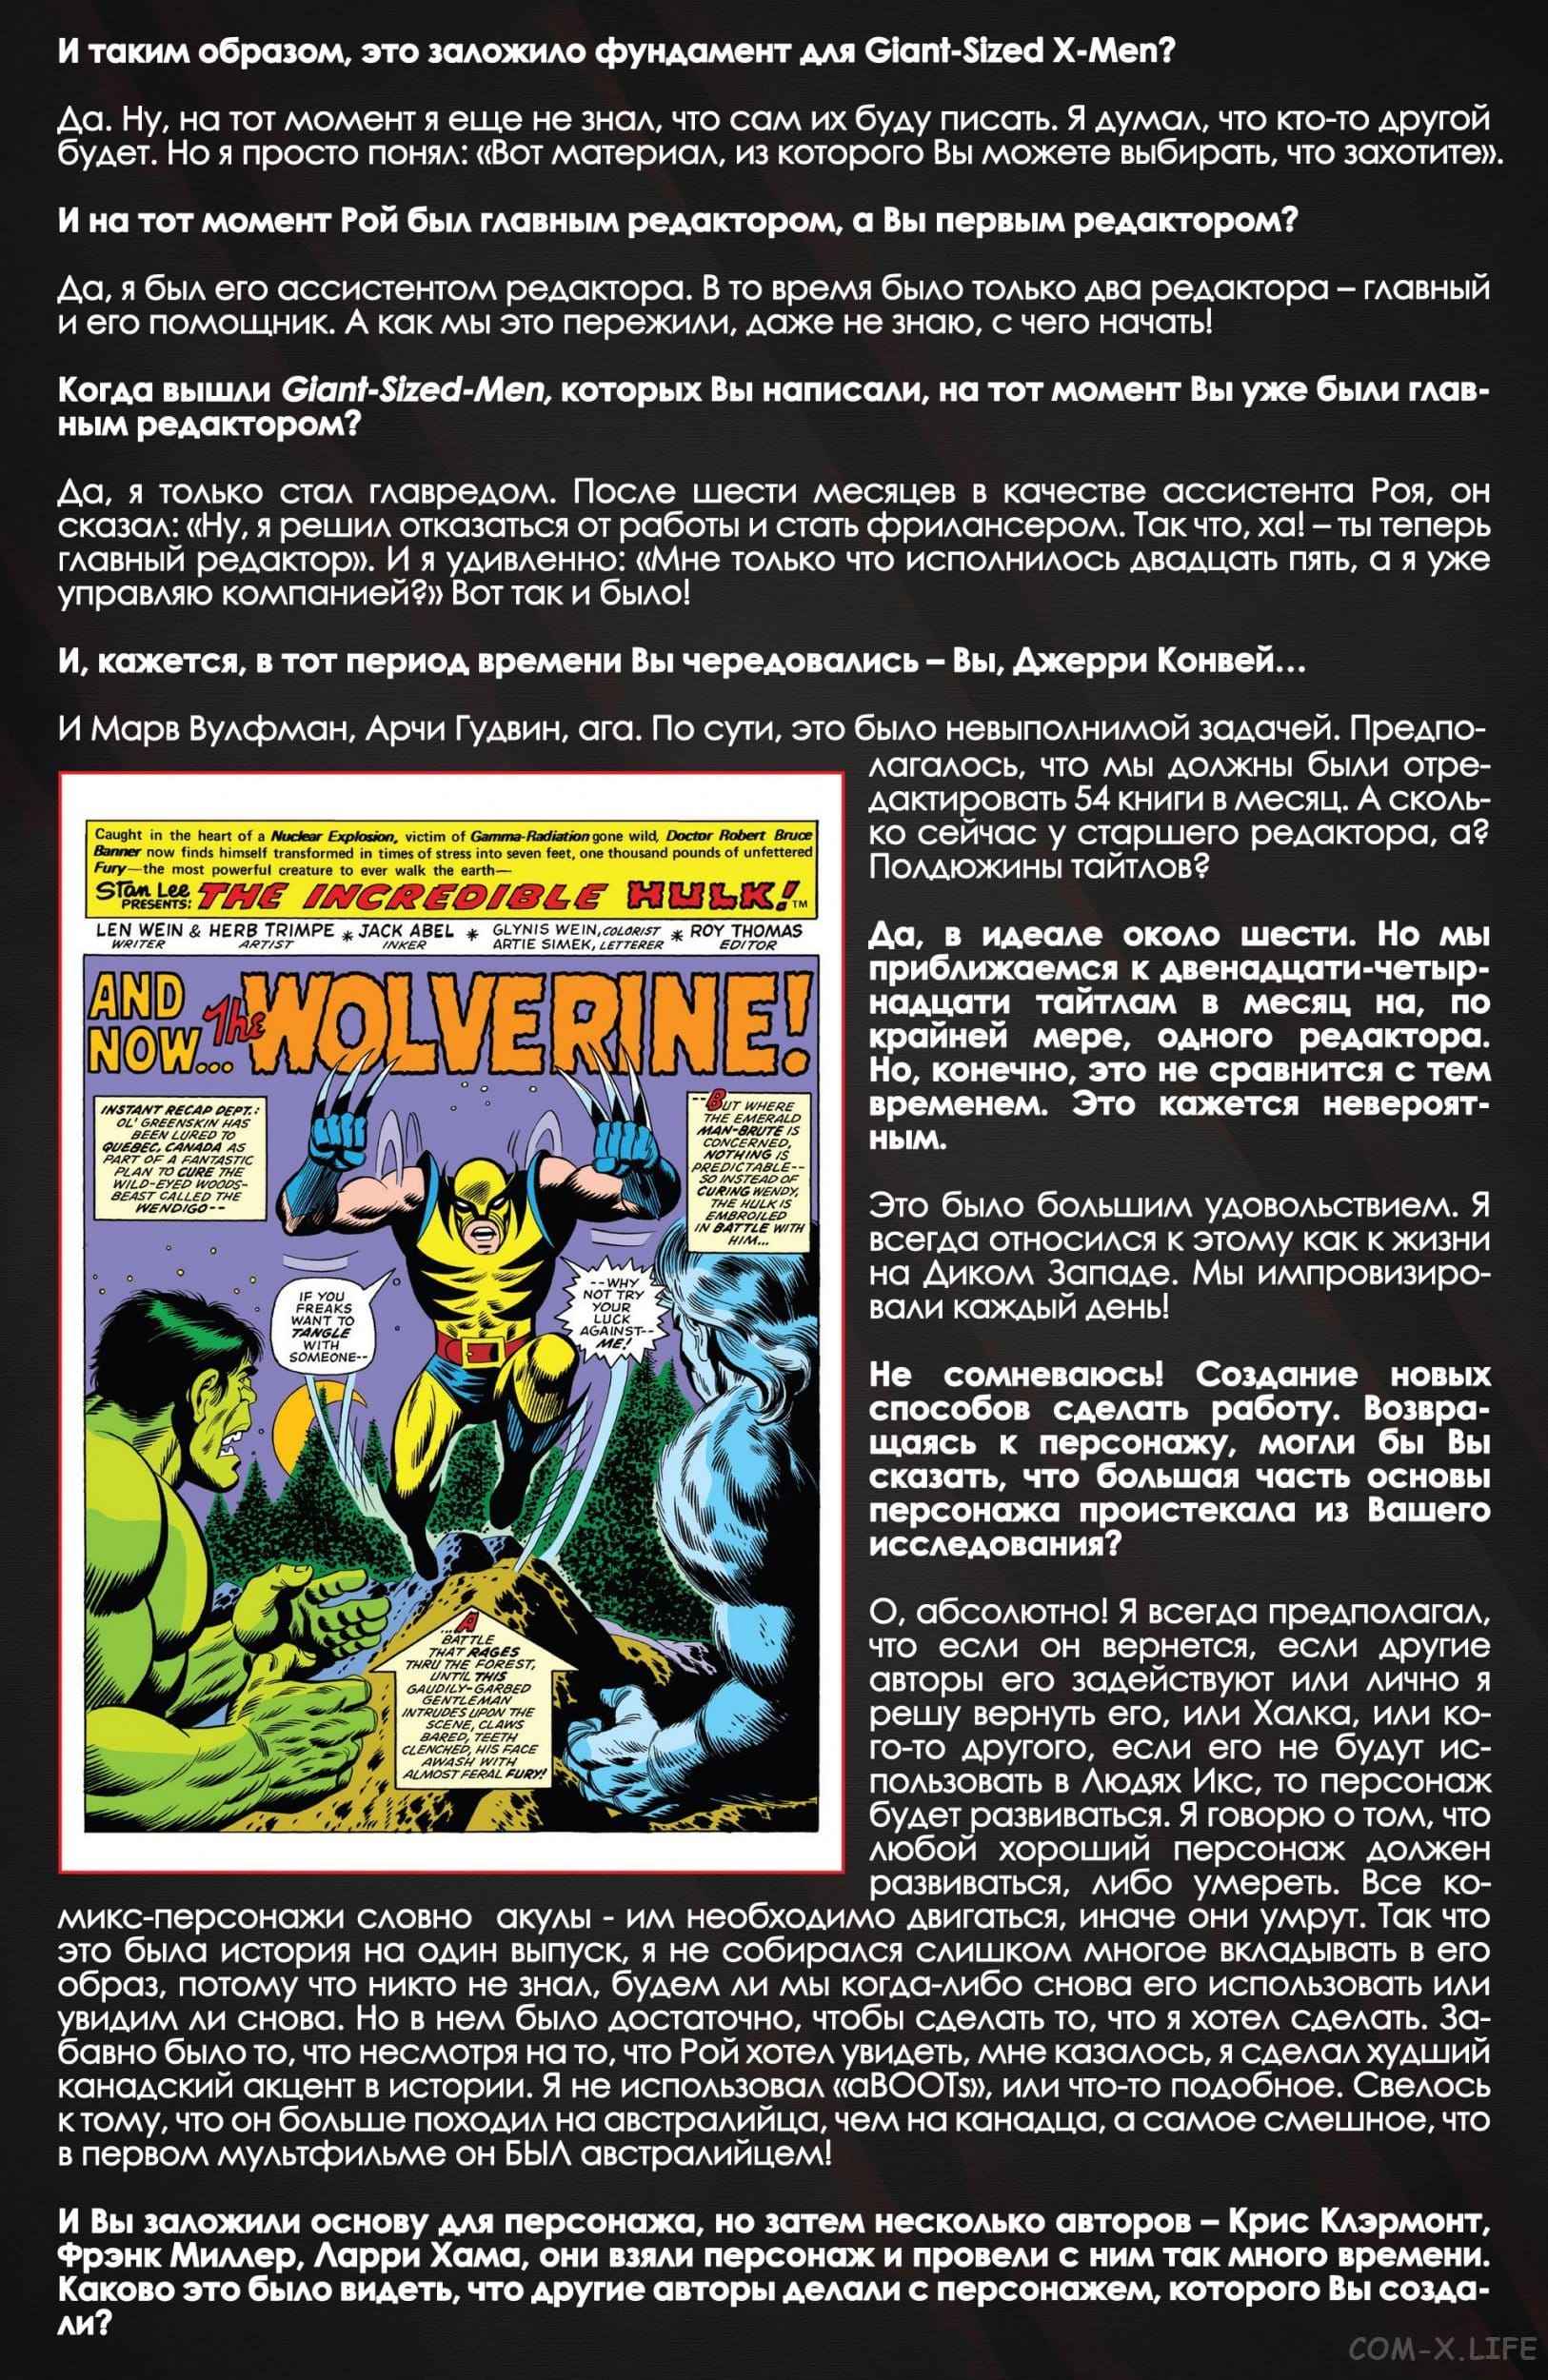 И таким образом, это заложило фундамент для Giant-Sized X-Men?
Да. Ну, на тот момент я еще не знал, что сам их буду писать. Я думал, что кто-то другой
будет. Но я просто понял: «Вот материал, из которого Вы можете выбирать, что захотите».
И на тот момент Рой был главным редактором, а Вы первым редактором?
Да, я был его ассистентом редактора. В то время было только два редактора – главный
и его помощник. А как мы это пережили, даже не знаю, с чего начать!
Когда вышли Giant-Sized-Men, которых Вы написали, на тот момент Вы уже были глав-
ным редактором?
Да, я только стал главредом. После шести месяцев в качестве ассистента Роя, он
сказал: «Ну, я решил отказаться от работы и стать фрилансером. Так что, ха! – ты теперь
главный редактор». И я удивленно: «Мне только что исполнилось двадцать пять, а я уже
управляю компанией?» Вот так и было!
И, кажется, в тот период времени Вы чередовались – Вы, Джерри Конвей…
И Марв Вулфман, Арчи Гудвин, ага. По сути, это было невыполнимой задачей. Предпо-
лагалось, что мы должны были отре-
дактировать 54 книги в месяц. А сколь-
ко сейчас у старшего редактора, а?
Полдюжины тайтлов?
Да, в идеале около шести. Но мы
приближаемся к двенадцати-четыр-
надцати тайтлам в месяц на, по
крайней мере, одного редактора.
Но, конечно, это не сравнится с тем
временем. Это кажется невероят-
ным.
Это было большим удовольствием. Я
всегда относился к этому как к жизни
на Диком Западе. Мы импровизиро-
вали каждый день!
Не сомневаюсь! Создание новых
способов сделать работу. Возвра-
щаясь к персонажу, могли бы Вы
сказать, что большая часть основы
персонажа проистекала из Вашего
исследования?
О, абсолютно! Я всегда предполагал,
что если он вернется, если другие
авторы его задействуют или лично я
решу вернуть его, или Халка, или ко-
го-то другого, если его не будут ис-
пользовать в Людях Икс, то персонаж
будет развиваться. Я говорю о том, что
любой хороший персонаж должен
развиваться, либо умереть. Все ко-
микс-персонажи словно акулы - им необходимо двигаться, иначе они умрут. Так что
это была история на один выпуск, я не собирался слишком многое вкладывать в его
образ, потому что никто не знал, будем ли мы когда-либо снова его использовать или
увидим ли снова. Но в нем было достаточно, чтобы сделать то, что я хотел сделать. За-
бавно было то, что несмотря на то, что Рой хотел увидеть, мне казалось, я сделал худший
канадский акцент в истории. Я не использовал «aBOOTs», или что-то подобное. Свелось
к тому, что он больше походил на австралийца, чем на канадца, а самое смешное, что
в первом мультфильме он БЫЛ австралийцем!
И Вы заложили основу для персонажа, но затем несколько авторов – Крис Клэрмонт,
Фрэнк Миллер, Ларри Хама, они взяли персонаж и провели с ним так много времени.
Каково это было видеть, что другие авторы делали с персонажем, которого Вы созда-
ли?
Caught in the heart of a Nuclear Explosion, victim of Gamma-Radiation gone wild, Doctor Robert Bruce
Banner now finds himself transformed in times of stress into seven feet, one thousand pounds of unfettered
Fury—the most powerful creature to ever walk the earth—
Stan Lee
PRESENTS: THE INCREDIBLE HULK!™
LEN WEIN & HERB TRIMPE * JACK ABEL * GLYNIS WEIN, COLORIST * ROY THOMAS
WRITER ARTIST INKER ARTIE SIMEK, LETTERER EDITOR
AND
NOW... The WOLVERINE!
INSTANT RECAP DEPT.:
OL' GREENSKIN HAS
BEEN LURED TO
QUEBEC, CANADA AS
PART OF A FANTASTIC
PLAN TO CURE THE
WILD-EYED WOODS-
BEAST CALLED THE
WENDIGO--
--BUT WHERE
THE EMERALD
MAN-BRUTE IS
CONCERNED,
NOTHING IS
PREDICTABLE--
SO INSTEAD OF
CURING WENDY,
THE HULK IS
EMBROILED
IN BATTLE WITH
HIM...
IF YOU
FREAKS
WANT TO
TANGLE
WITH
SOMEONE--
--WHY
NOT TRY
YOUR
LUCK
AGAINST--
ME!
...A
BATTLE
THAT RAGES
THRU THE FOREST,
UNTIL THIS
GAUDILY-GARBED
GENTLEMAN
INTRUDES UPON THE
SCENE, CLAWS
BARED, TEETH
CLENCHED, HIS FACE
AWASH WITH
ALMOST FERAL FURY!
COM-X.LIFE